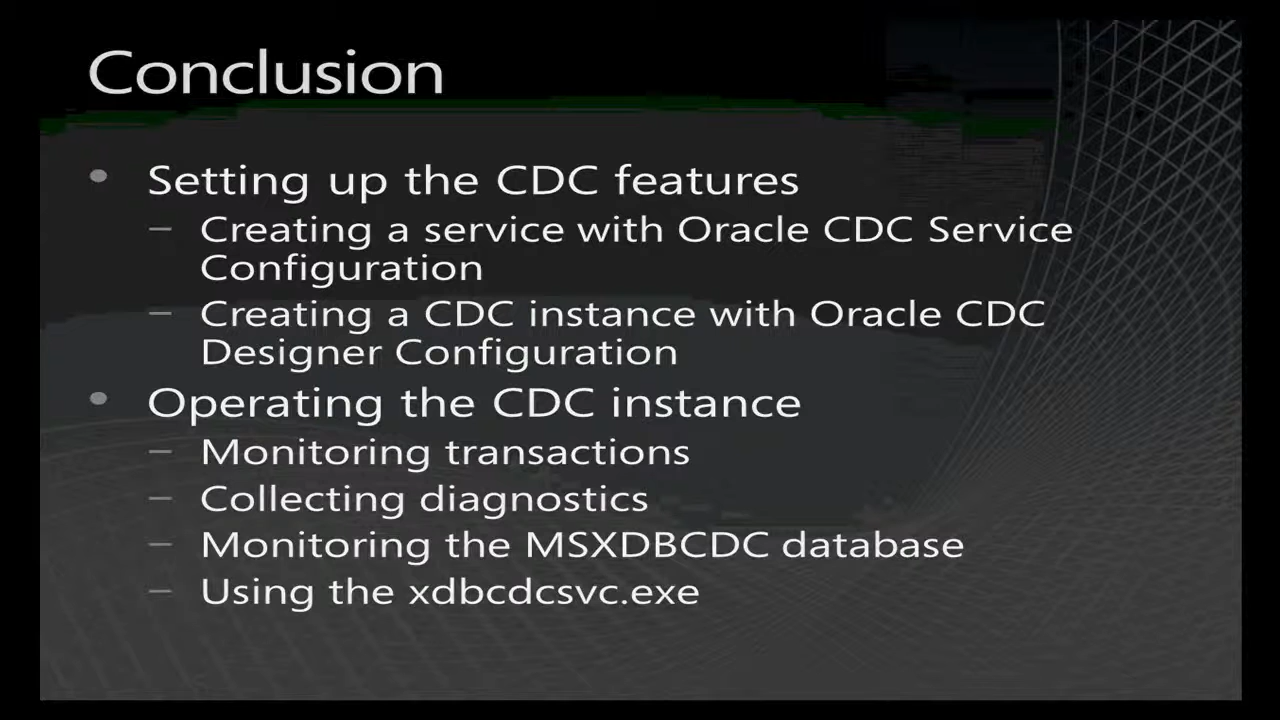 Conclusion
• Setting up the CDC features
– Creating a service with Oracle CDC Service
Configuration
– Creating a CDC instance with Oracle CDC
Designer Configuration
• Operating the CDC instance
– Monitoring transactions
– Collecting diagnostics
– Monitoring the MSXDBCDC database
– Using the xdbcdcsvc.exe